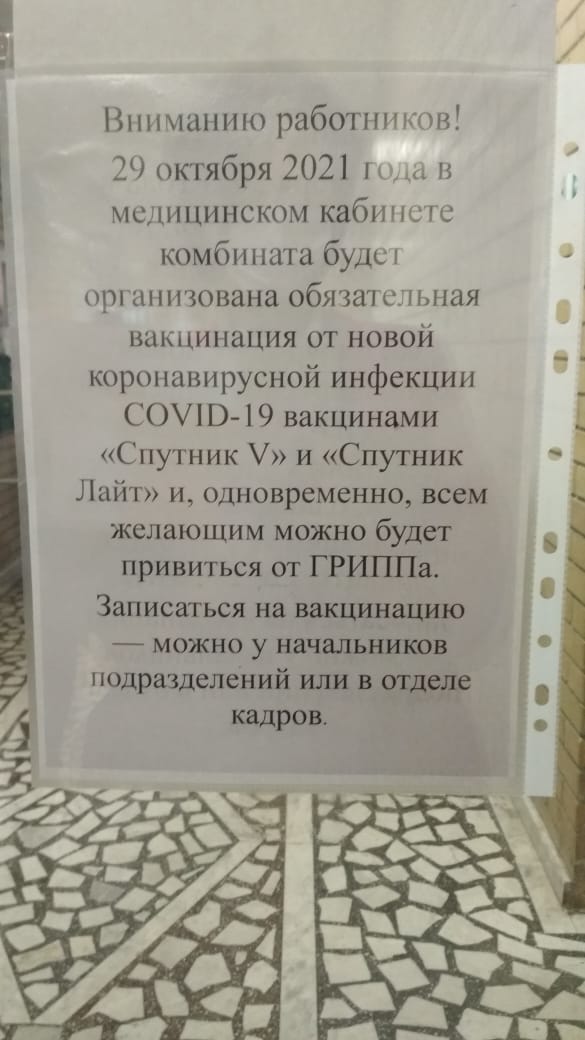 Вниманию работников!
29 октября 2021 года в
медицинском кабинете
комбината будет
организована обязательная
вакцинация от новой
коронавирусной инфекции
COVID-19 вакцинами
«Спутник V» и «Спутник
Лайт» и, одновременно, всем
желающим можно будет
привиться от ГРИППа.
Записаться на вакцинацию
— можно у начальников
подразделений или в отделе
кадров.